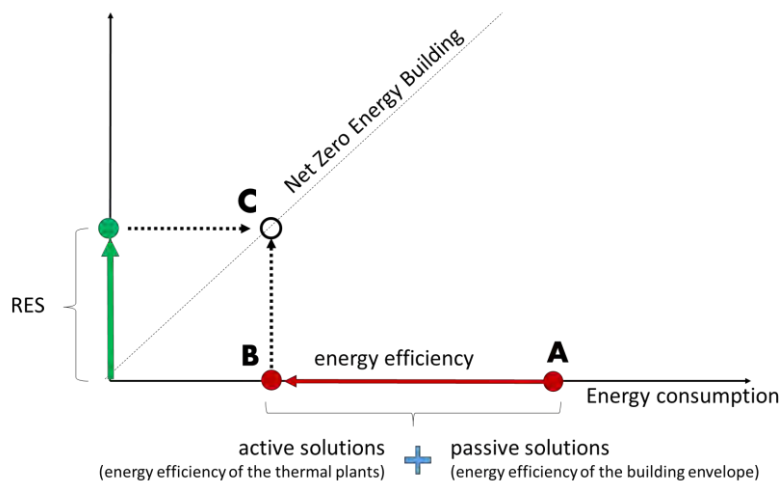 Net Zero Energy Building
C
RES
B
energy efficiency
A
Energy consumption
active solutions
(energy efficiency of the thermal plants)
passive solutions
(energy efficiency of the building envelope)